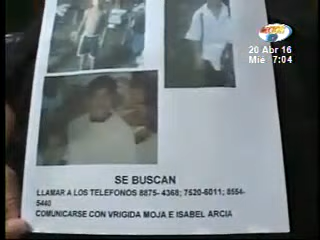 20 Abr 16
Mie 7:04
SE BUSCAN
LLAMAR A LOS TELEFONOS 8875- 4368; 7520-6011; 8554-
5440
COMUNICARSE CON VRIGIDA MOJA E ISABEL ARCIA